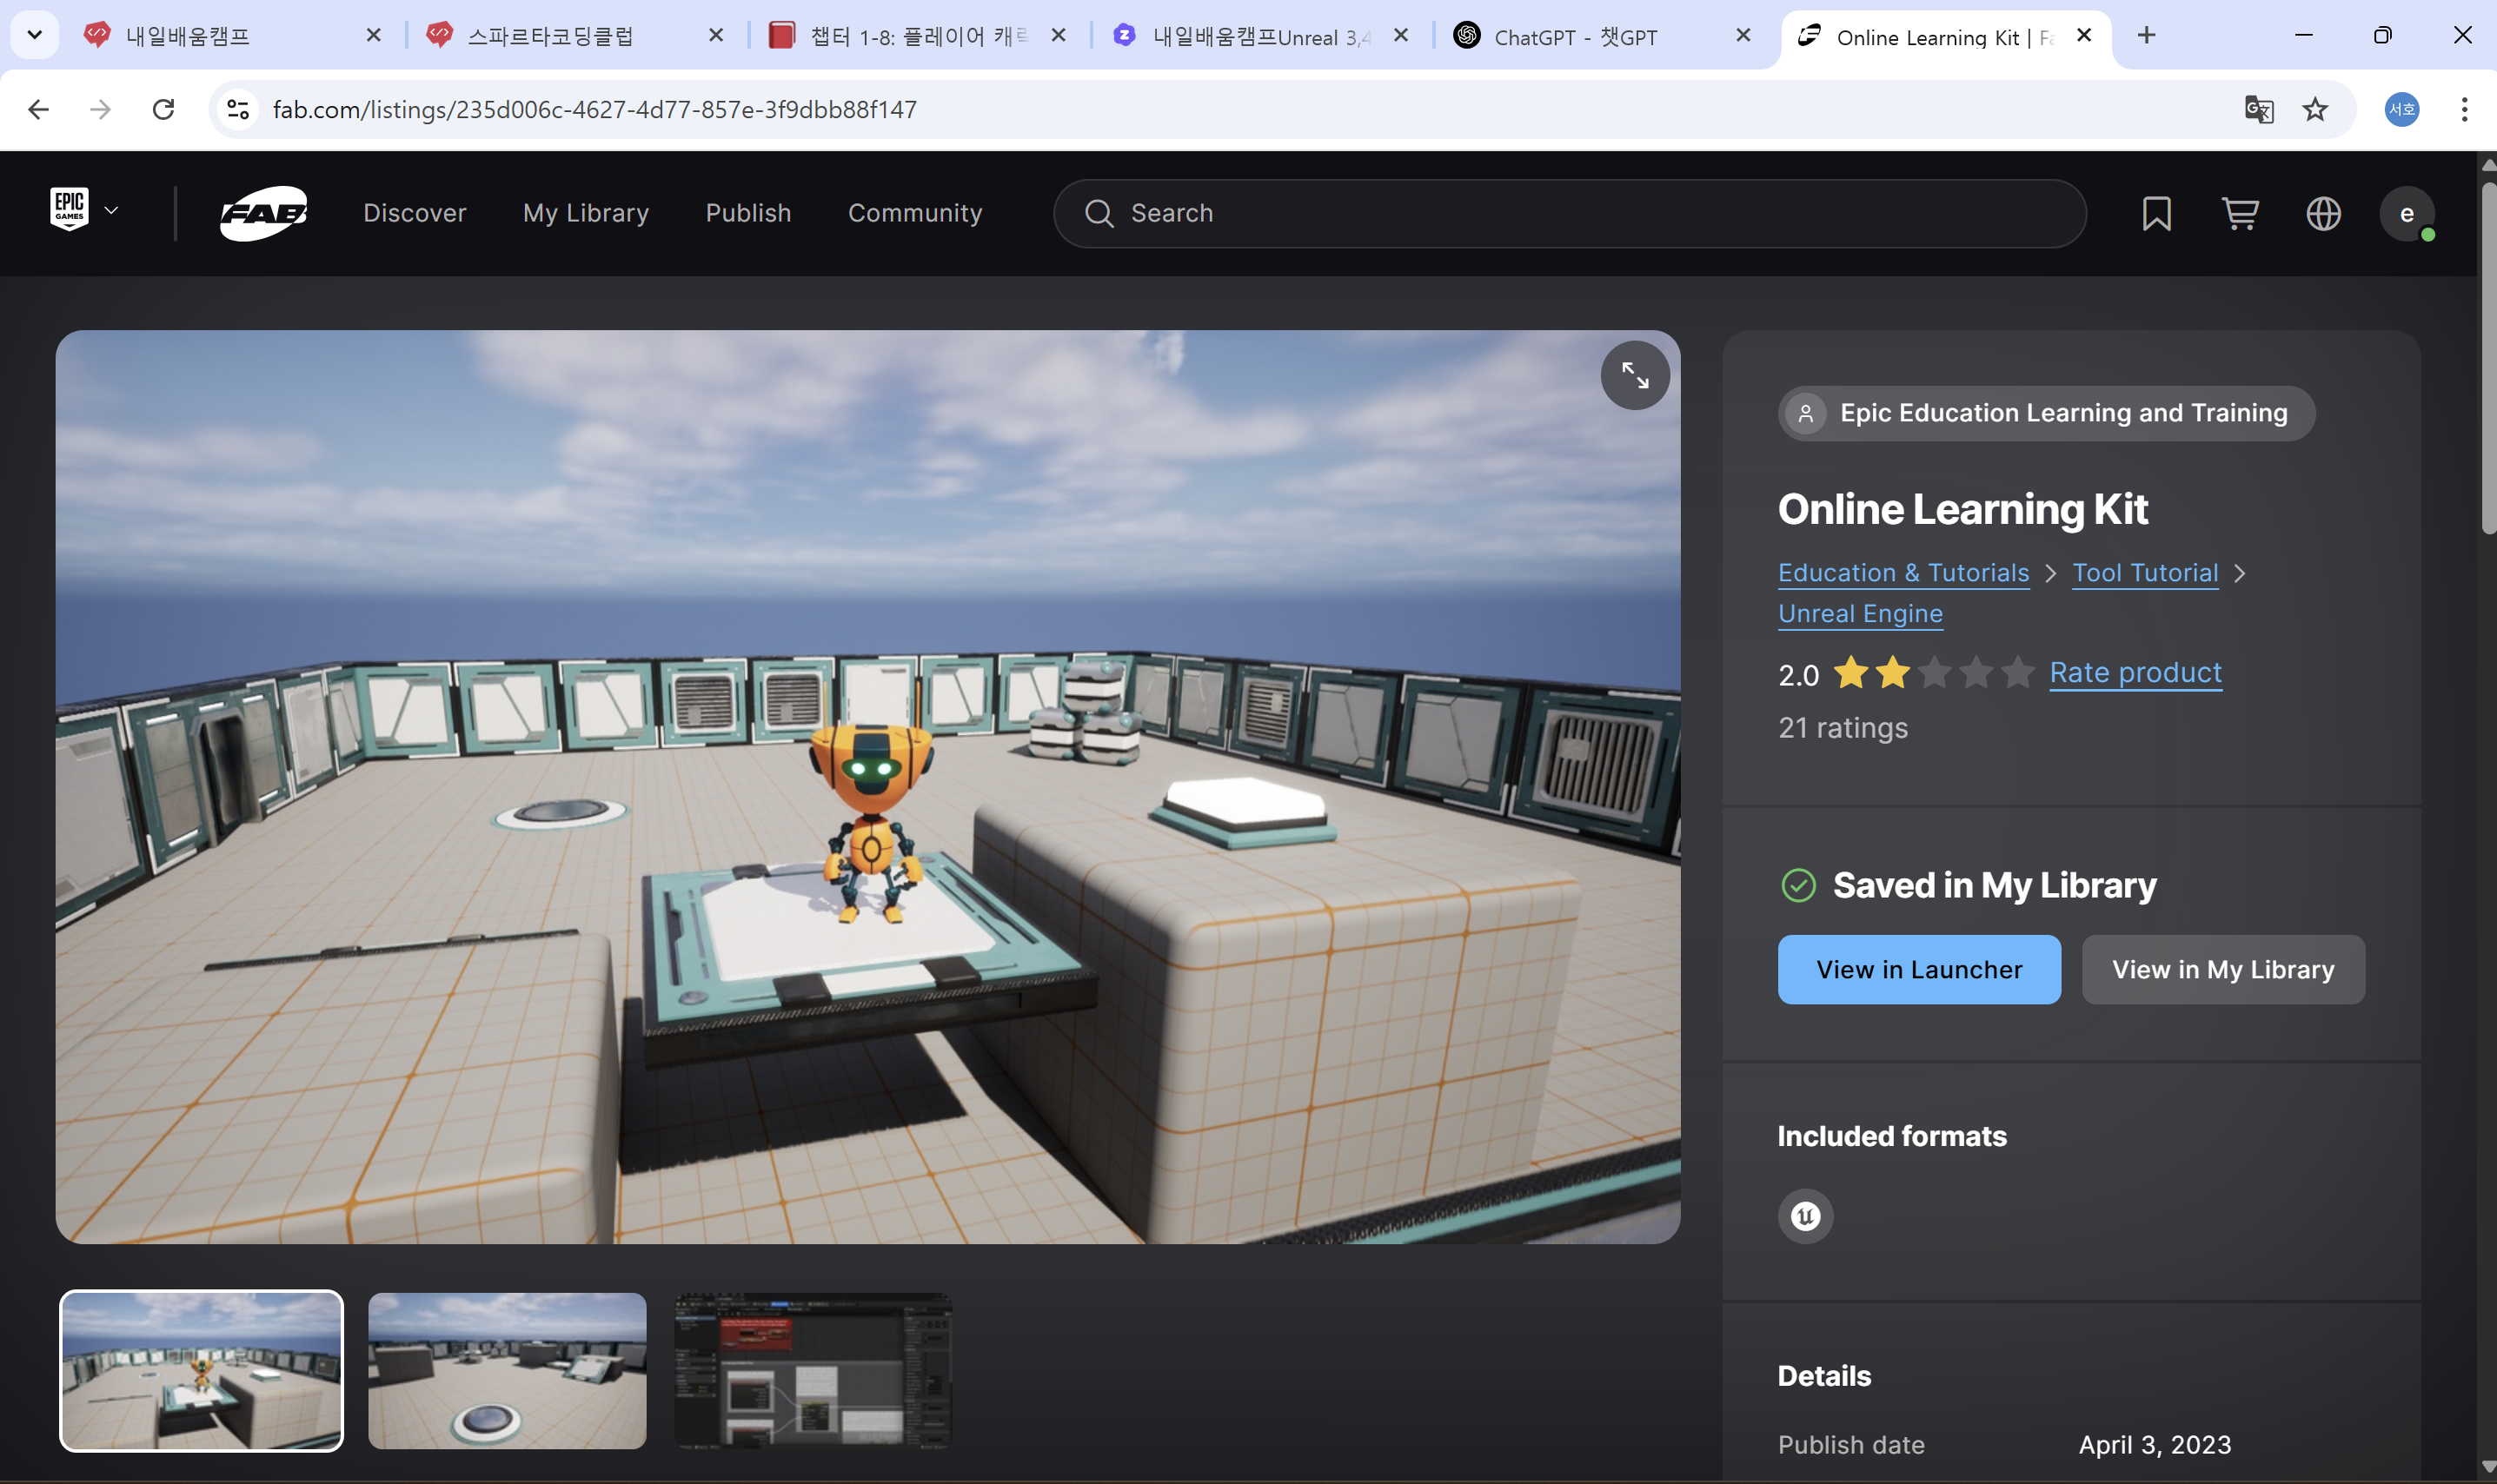 내일배움캠프
스파르타코딩클럽
챕터 1-8: 플레이어 캐릭
내일배움캠프Unreal 3,4
ChatGPT - 챗GPT
Online Learning Kit | Fa
fab.com/listings/235d006c-4627-4d77-857e-3f9dbb88f147
서호
EPIC GAMES
FAB
Discover
My Library
Publish
Community
Search
e
Epic Education Learning and Training
Online Learning Kit
Education & Tutorials > Tool Tutorial >
Unreal Engine
2.0
Rate product
21 ratings
Saved in My Library
View in Launcher
View in My Library
Included formats
Details
Publish date
April 3, 2023